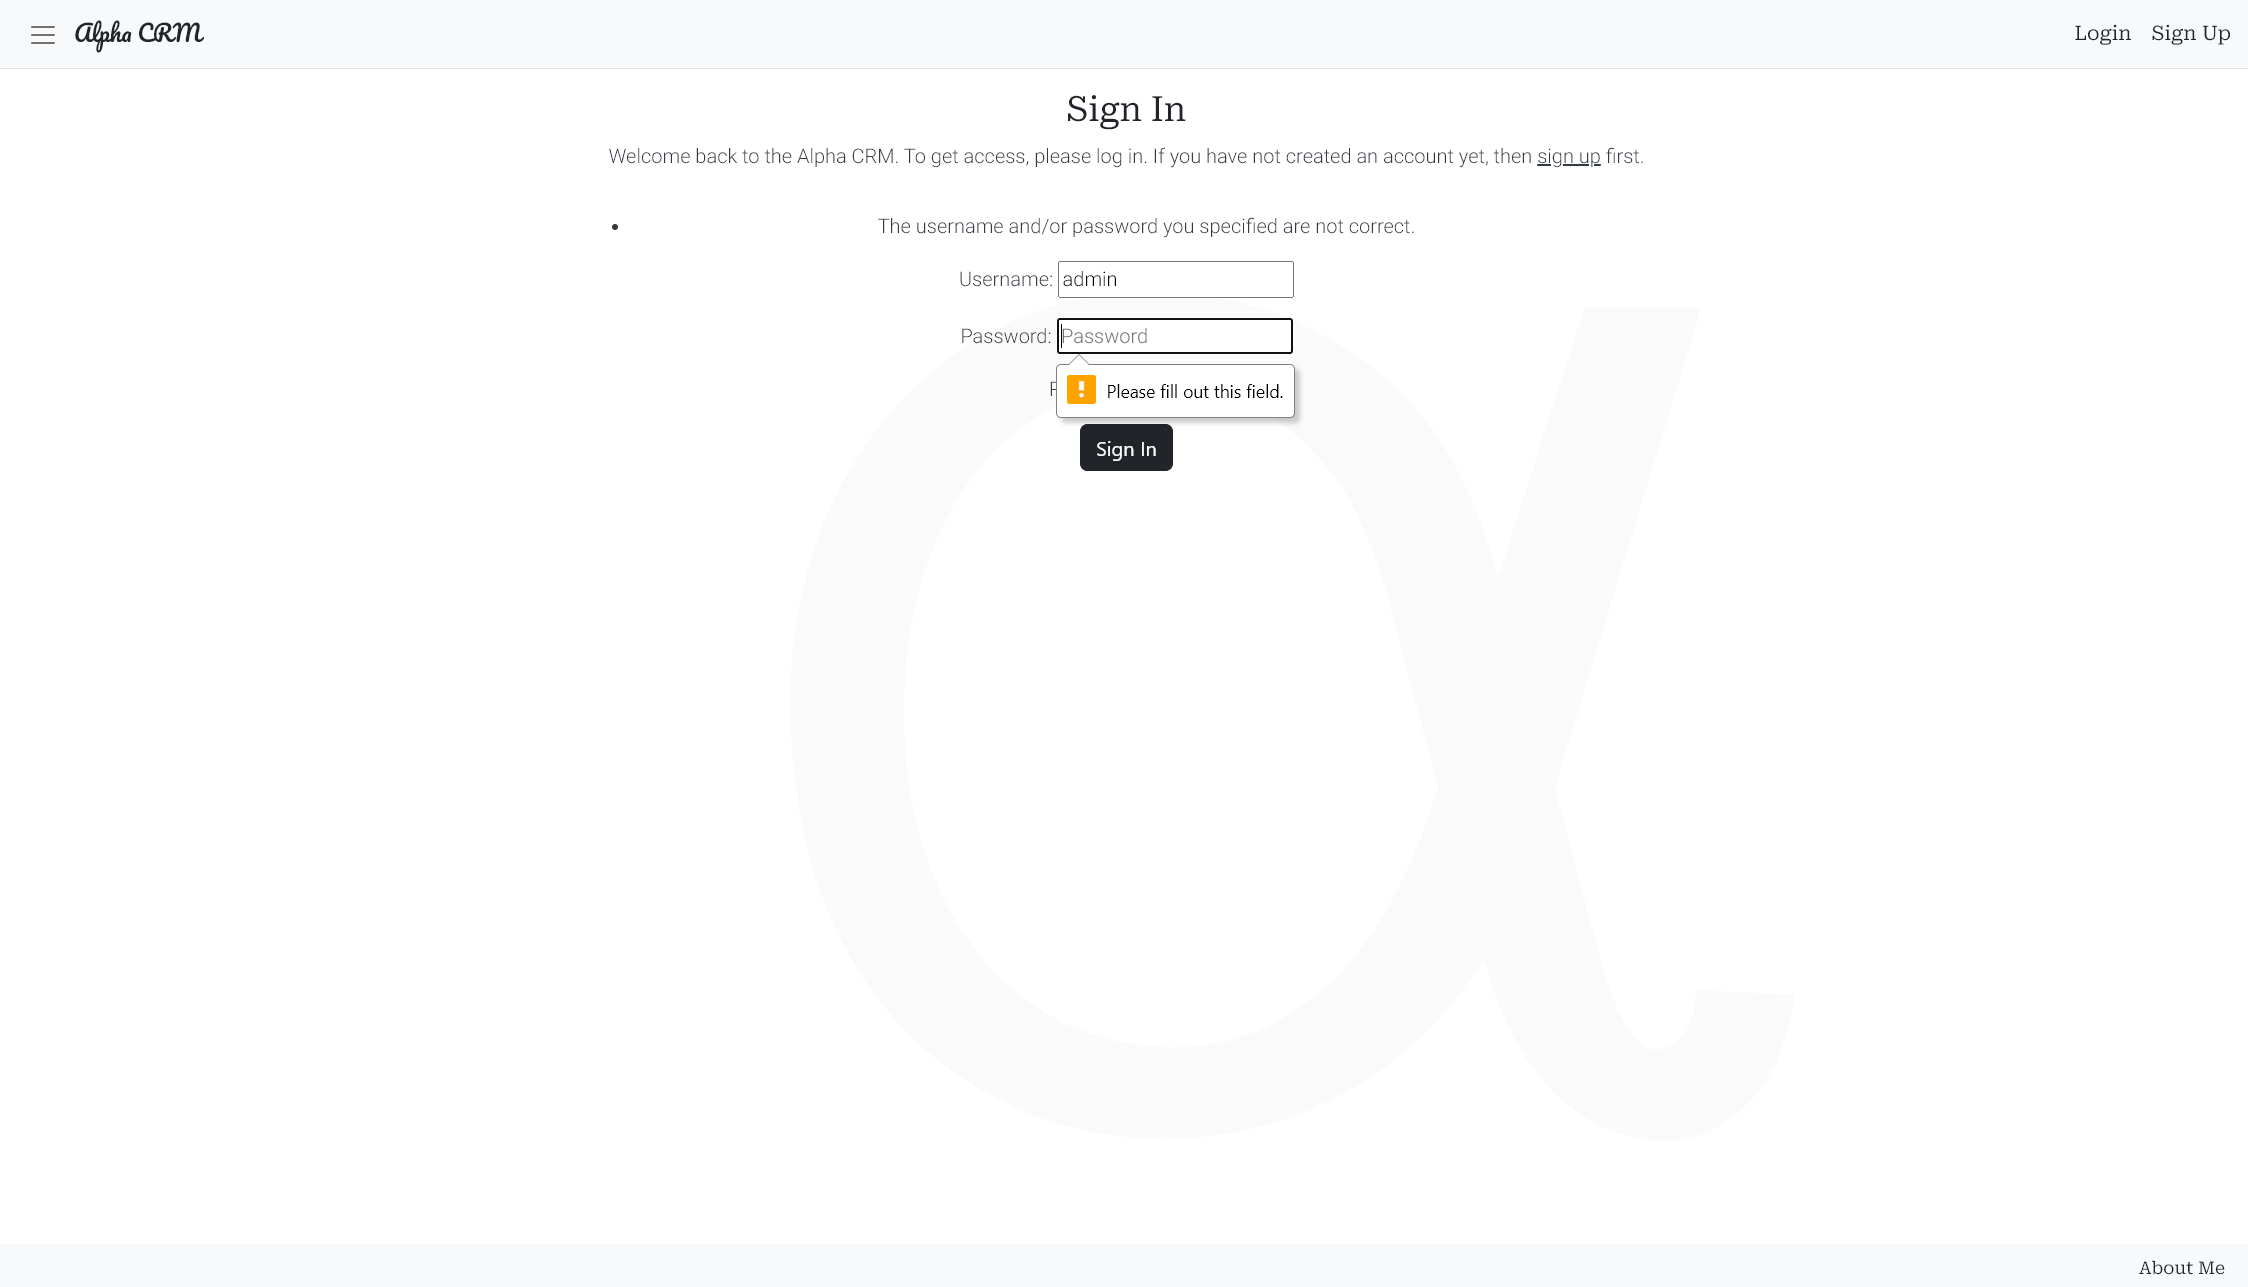 Alpha CRM
Login
Sign Up
Sign In
Welcome back to the Alpha CRM. To get access, please log in. If you have not created an account yet, then sign up first.
• The username and/or password you specified are not correct.
Username: admin
Password: Password
Please fill out this field.
Sign In
About Me